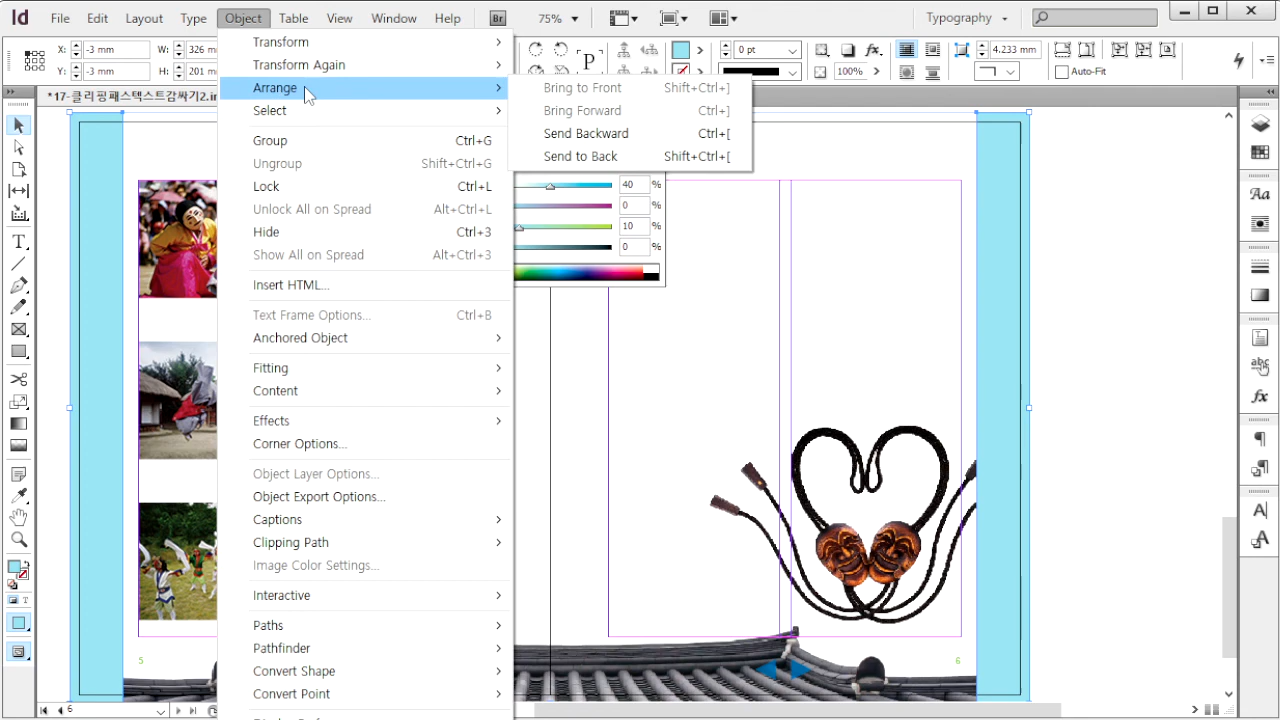 Id File Edit Layout Type Object Table View Window Help Br 75% Typography
X: -3 mm W: 326 m 0 pt fx. 4.233 mm
Y: -3 mm H: 201 m P 100% Auto-Fit
*17-클리핑패스텍스트감싸기2.in
Transform
Transform Again
Arrange
Select
Group Ctrl+G
Ungroup Shift+Ctrl+G
Lock Ctrl+L
Unlock All on Spread Alt+Ctrl+L
Hide Ctrl+3
Show All on Spread Alt+Ctrl+3
Insert HTML...
Text Frame Options... Ctrl+B
Anchored Object
Fitting
Content
Effects
Corner Options...
Object Layer Options...
Object Export Options...
Captions
Clipping Path
Image Color Settings...
Interactive
Paths
Pathfinder
Convert Shape
Convert Point
Bring to Front Shift+Ctrl+]
Bring Forward Ctrl+]
Send Backward Ctrl+[
Send to Back Shift+Ctrl+[
40 %
0 %
10 %
0 %
T
Aa
abc
fx
A
A
5
6
6